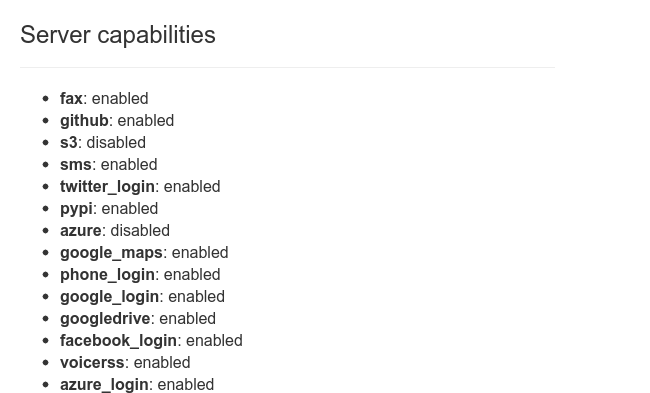 Server capabilities
fax: enabled
github: enabled
s3: disabled
sms: enabled
twitter_login: enabled
pypi: enabled
azure: disabled
google_maps: enabled
phone_login: enabled
google_login: enabled
googledrive: enabled
facebook_login: enabled
voicerss: enabled
azure_login: enabled